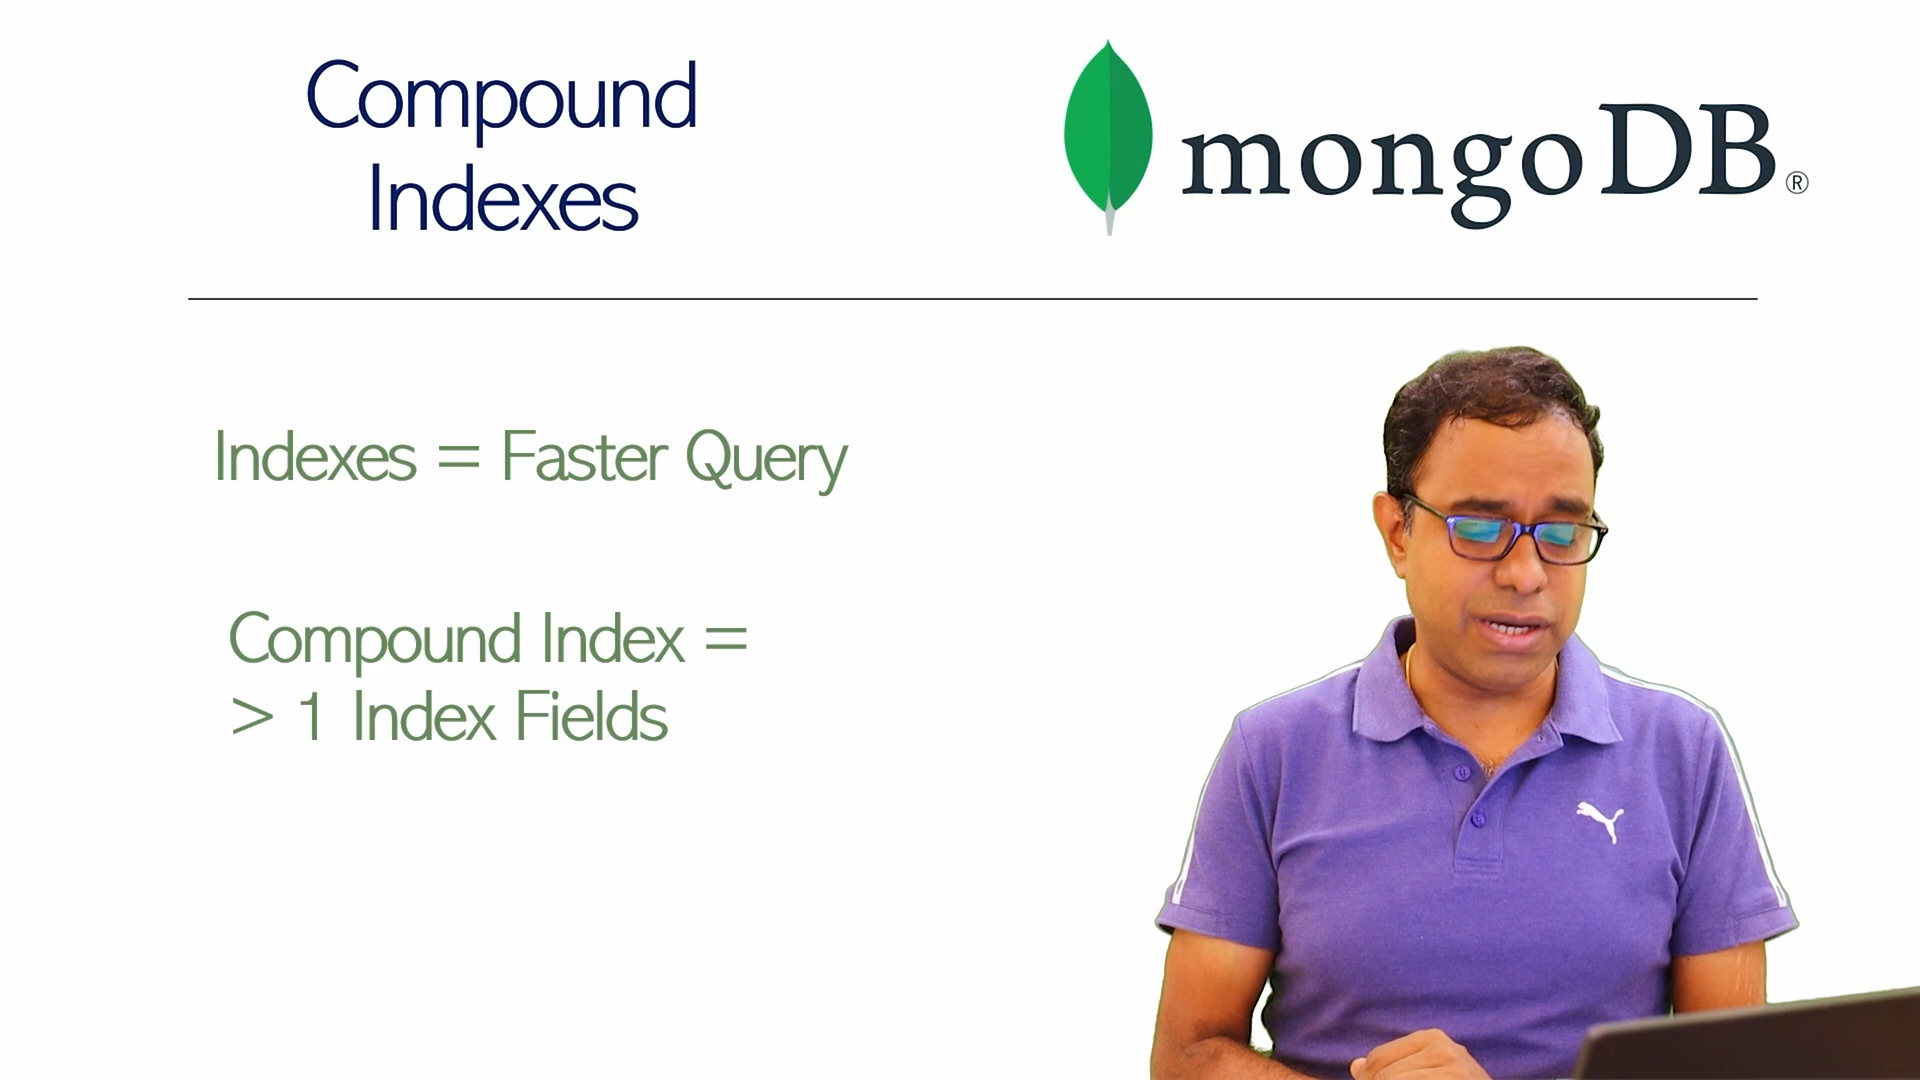 Compound
Indexes
mongoDB®
Indexes = Faster Query
Compound Index =
> 1 Index Fields